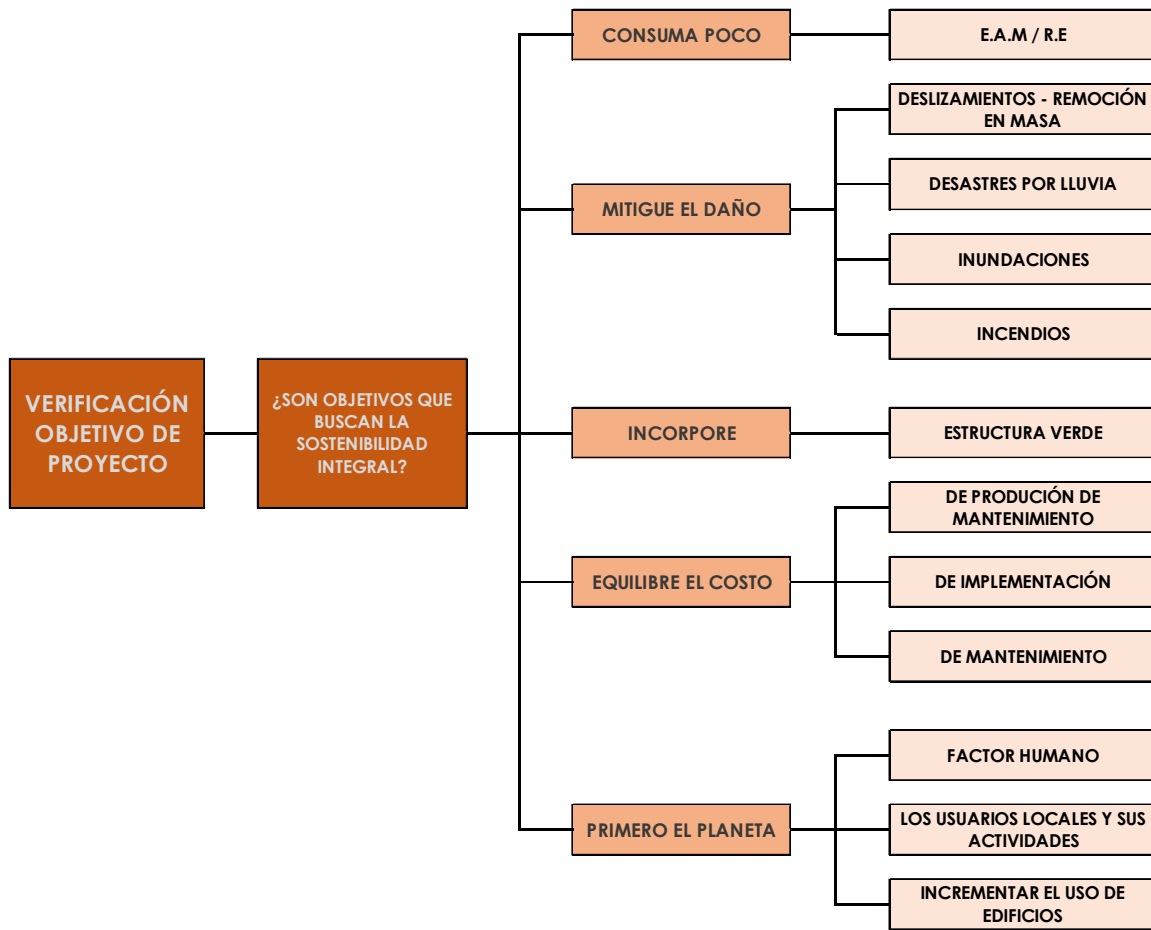 VERIFICACIÓN
OBJETIVO DE
PROYECTO
¿SON OBJETIVOS QUE
BUSCAN LA
SOSTENIBILIDAD
INTEGRAL?
CONSUMA POCO
E.A.M / R.E
MITIGUE EL DAÑO
DESLIZAMIENTOS - REMOCIÓN
EN MASA
DESASTRES POR LLUVIA
INUNDACIONES
INCENDIOS
INCORPORE
ESTRUCTURA VERDE
EQUILIBRE EL COSTO
DE PRODUCIÓN DE
MANTENIMIENTO
DE IMPLEMENTACIÓN
DE MANTENIMIENTO
PRIMERO EL PLANETA
FACTOR HUMANO
LOS USUARIOS LOCALES Y SUS
ACTIVIDADES
INCREMENTAR EL USO DE
EDIFICIOS